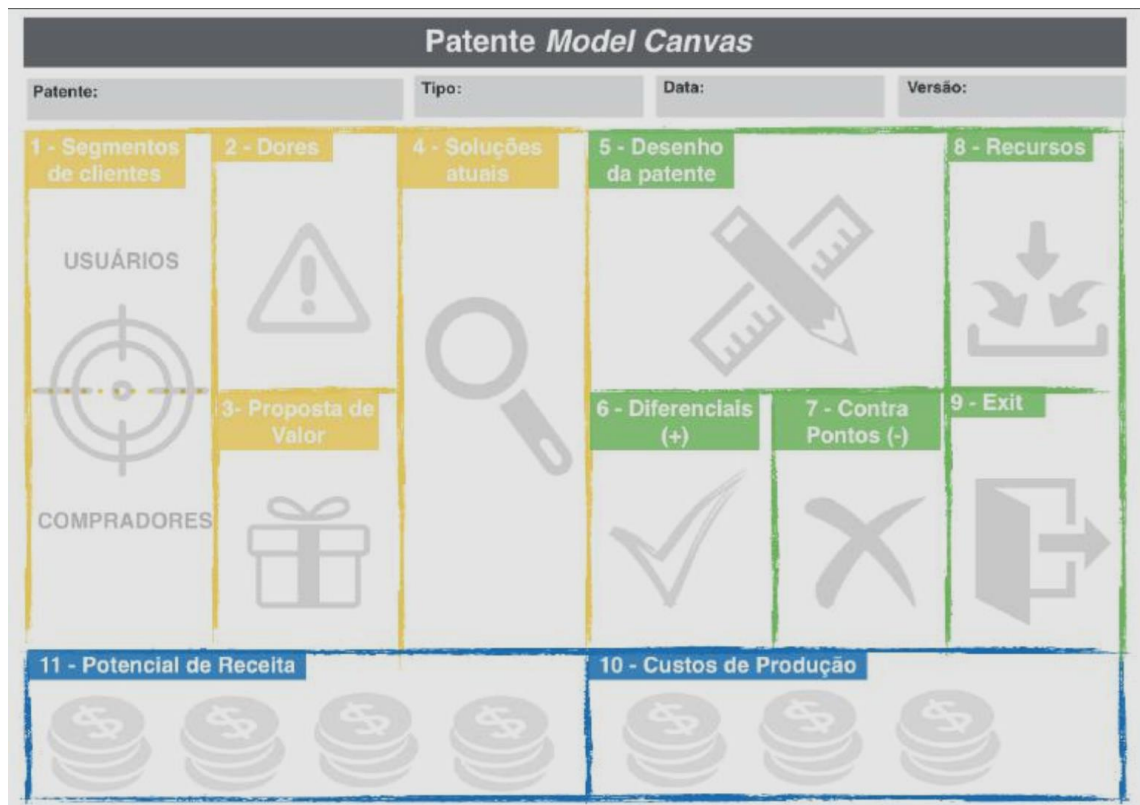 Patente Model Canvas
Patente:
Tipo:
Data:
Versão:
1 - Segmentos
de clientes
USUÁRIOS
COMPRADORES
2 - Dores
3- Proposta de
Valor
4 - Soluções
atuais
5 - Desenho
da patente
6 - Diferenciais
(+)
7 - Contra
Pontos (-)
8 - Recursos
9 - Exit
11 - Potencial de Receita
$
$
$
$
10 - Custos de Produção
$
$
$